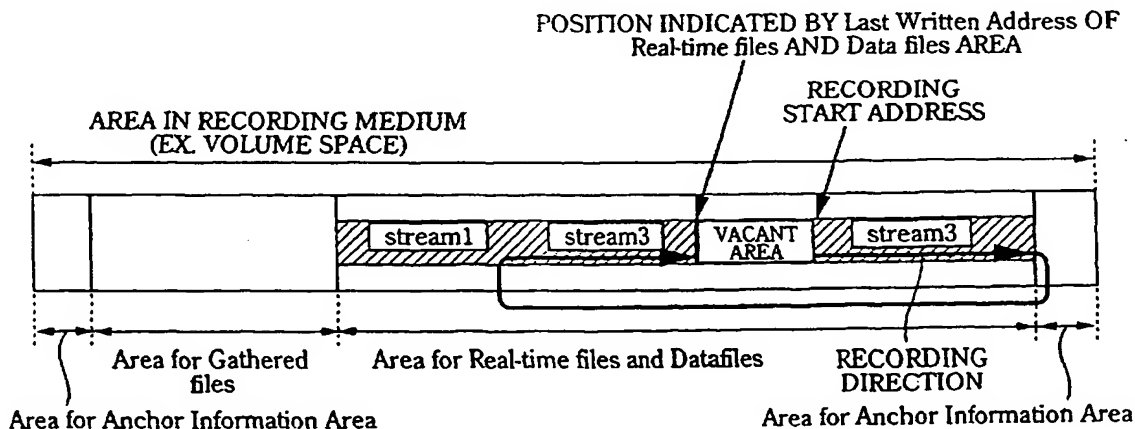 POSITION INDICATED BY Last Written Address OF
Real-time files AND Data files AREA
RECORDING
START ADDRESS
AREA IN RECORDING MEDIUM
(EX. VOLUME SPACE)
stream1
stream3
VACANT
AREA
stream3
Area for Gathered
files
Area for Real-time files and Datafiles
RECORDING
DIRECTION
Area for Anchor Information Area
Area for Anchor Information Area